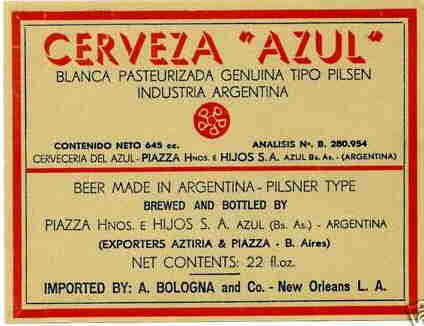 CERVEZA "AZUL"
BLANCA PASTEURIZADA GENUINA TIPO PILSEN
INDUSTRIA ARGENTINA
CONTENIDO NETO 645 cc. ANALISIS Nº. B. 280.954
CERVECERIA DEL AZUL - PIAZZA HNOS. E HIJOS S. A. AZUL Bs. As. - (ARGENTINA)
BEER MADE IN ARGENTINA - PILSNER TYPE
BREWED AND BOTTLED BY
PIAZZA HNOS. E HIJOS S. A. AZUL (Bs. As.) - ARGENTINA
(EXPORTERS AZTIRIA & PIAZZA - B. Aires)
NET CONTENTS: 22 fl.oz.
IMPORTED BY: A. BOLOGNA and Co. - New Orleans L. A.